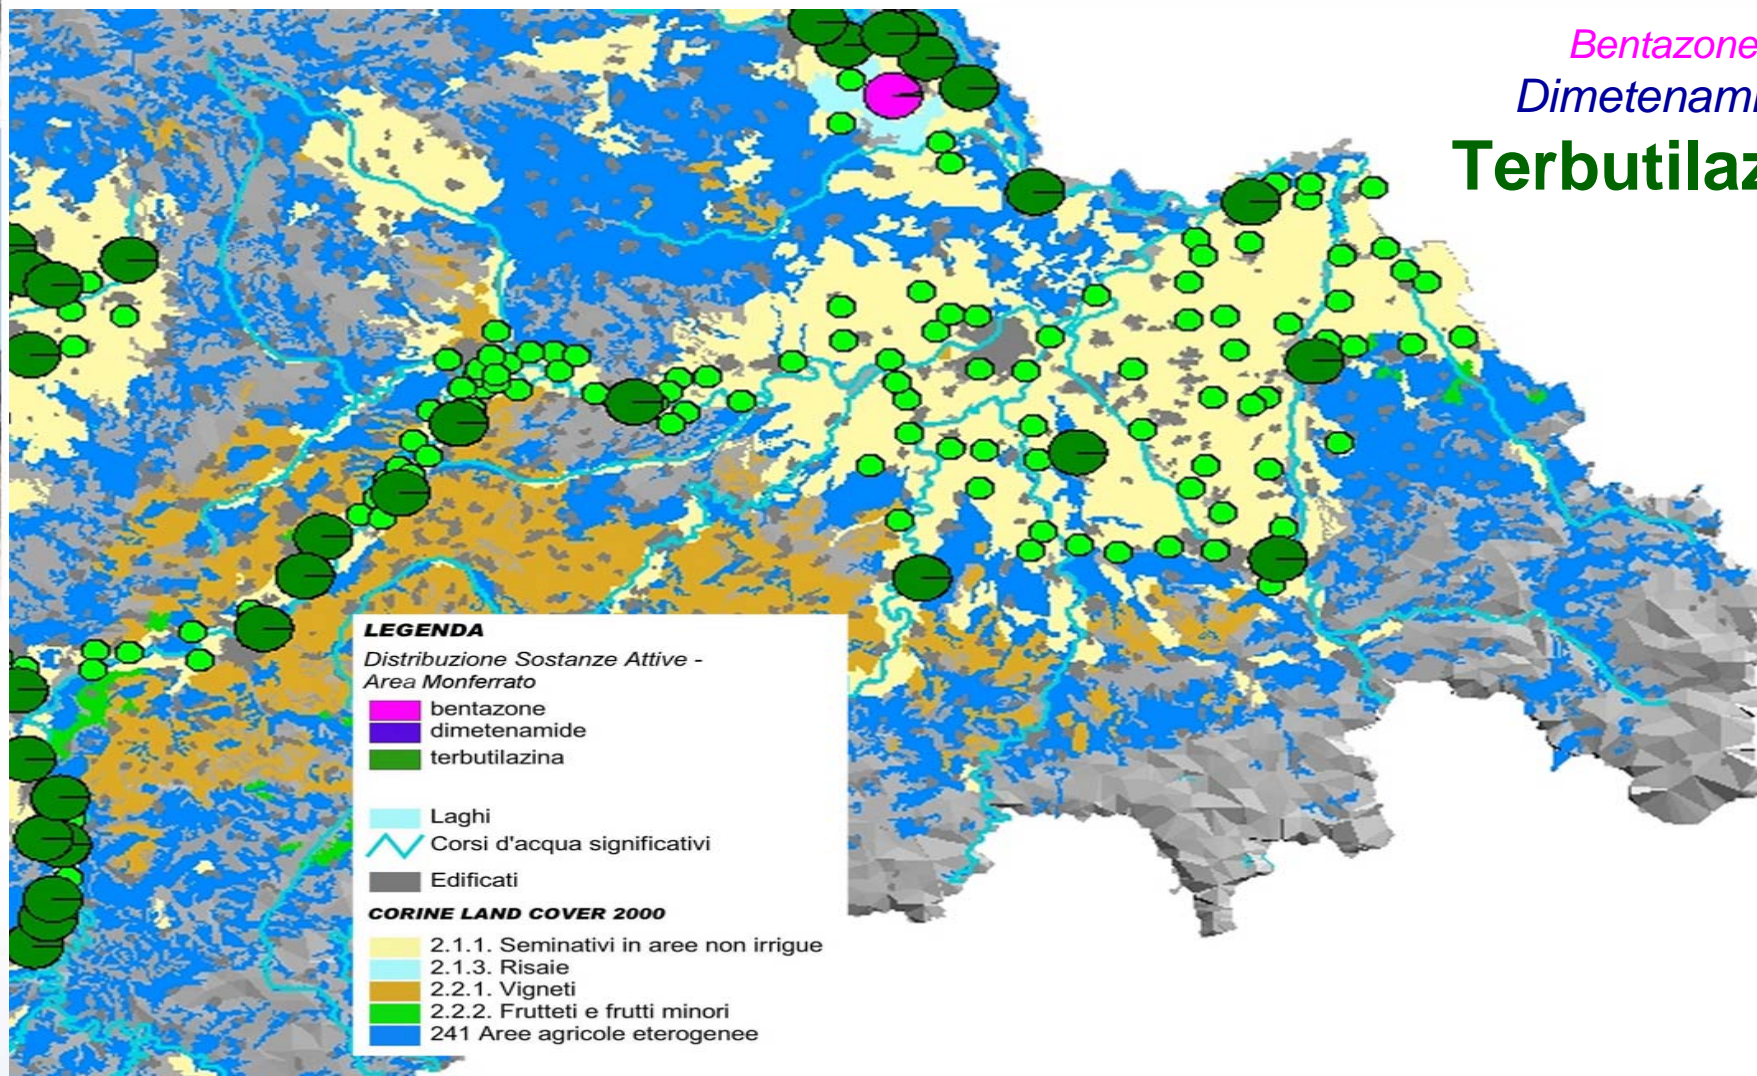 Bentazone
Dimetenami
Terbutilaz
LEGENDA
Distribuzione Sostanze Attive -
Area Monferrato
bentazone
dimetenamide
terbutilazina
Laghi
Corsi d'acqua significativi
Edificati
CORINE LAND COVER 2000
2.1.1. Seminativi in aree non irrigue
2.1.3. Risaie
2.2.1. Vigneti
2.2.2. Frutteti e frutti minori
241 Aree agricole eterogenee